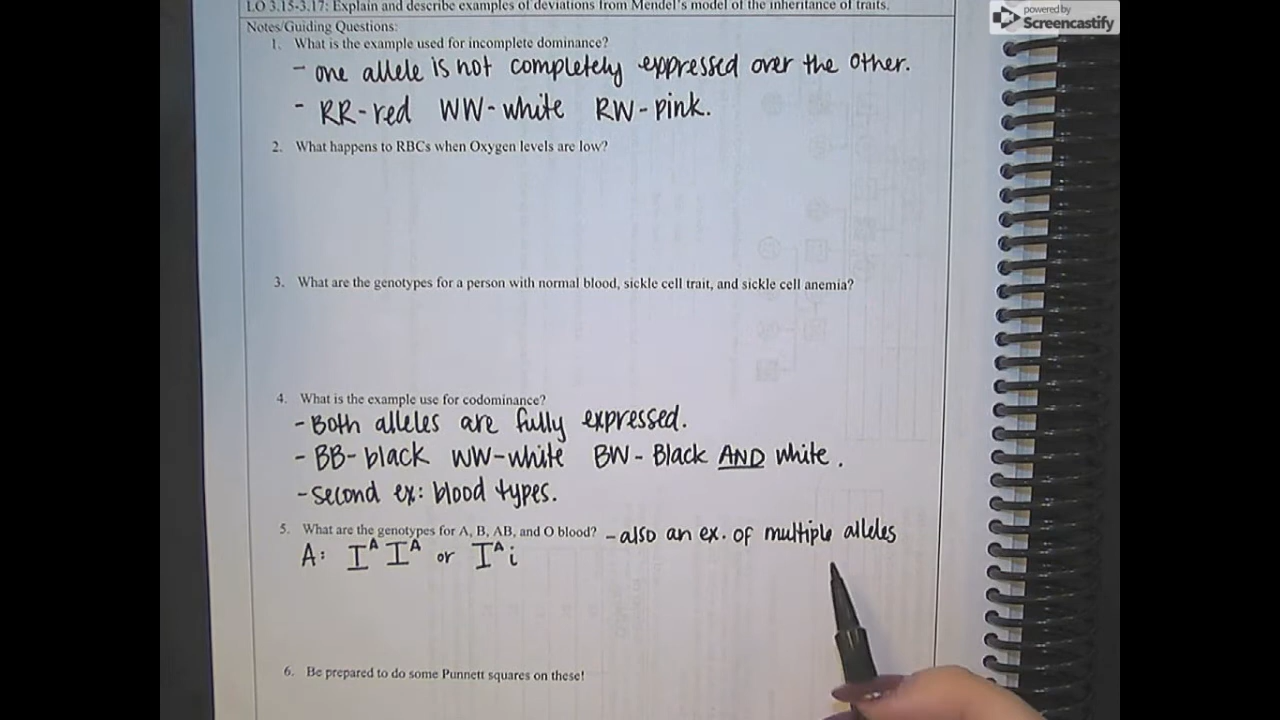 LO 3.15-3.17: Explain and describe examples of deviations from Mendel's model of the inheritance of traits.
powered by
Screencastify
Notes/Guiding Questions:
1. What is the example used for incomplete dominance?
- one allele is not completely expressed over the other.
- RR-red WW-white RW-pink.
2. What happens to RBCs when Oxygen levels are low?
3. What are the genotypes for a person with normal blood, sickle cell trait, and sickle cell anemia?
4. What is the example use for codominance?
- Both alleles are fully expressed.
- BB-black WW-white BW- Black AND white.
- second ex: blood types.
5. What are the genotypes for A, B, AB, and O blood? - also an ex. of multiple alleles
A: Iᴬ Iᴬ or Iᴬ i
6. Be prepared to do some Punnett squares on these!